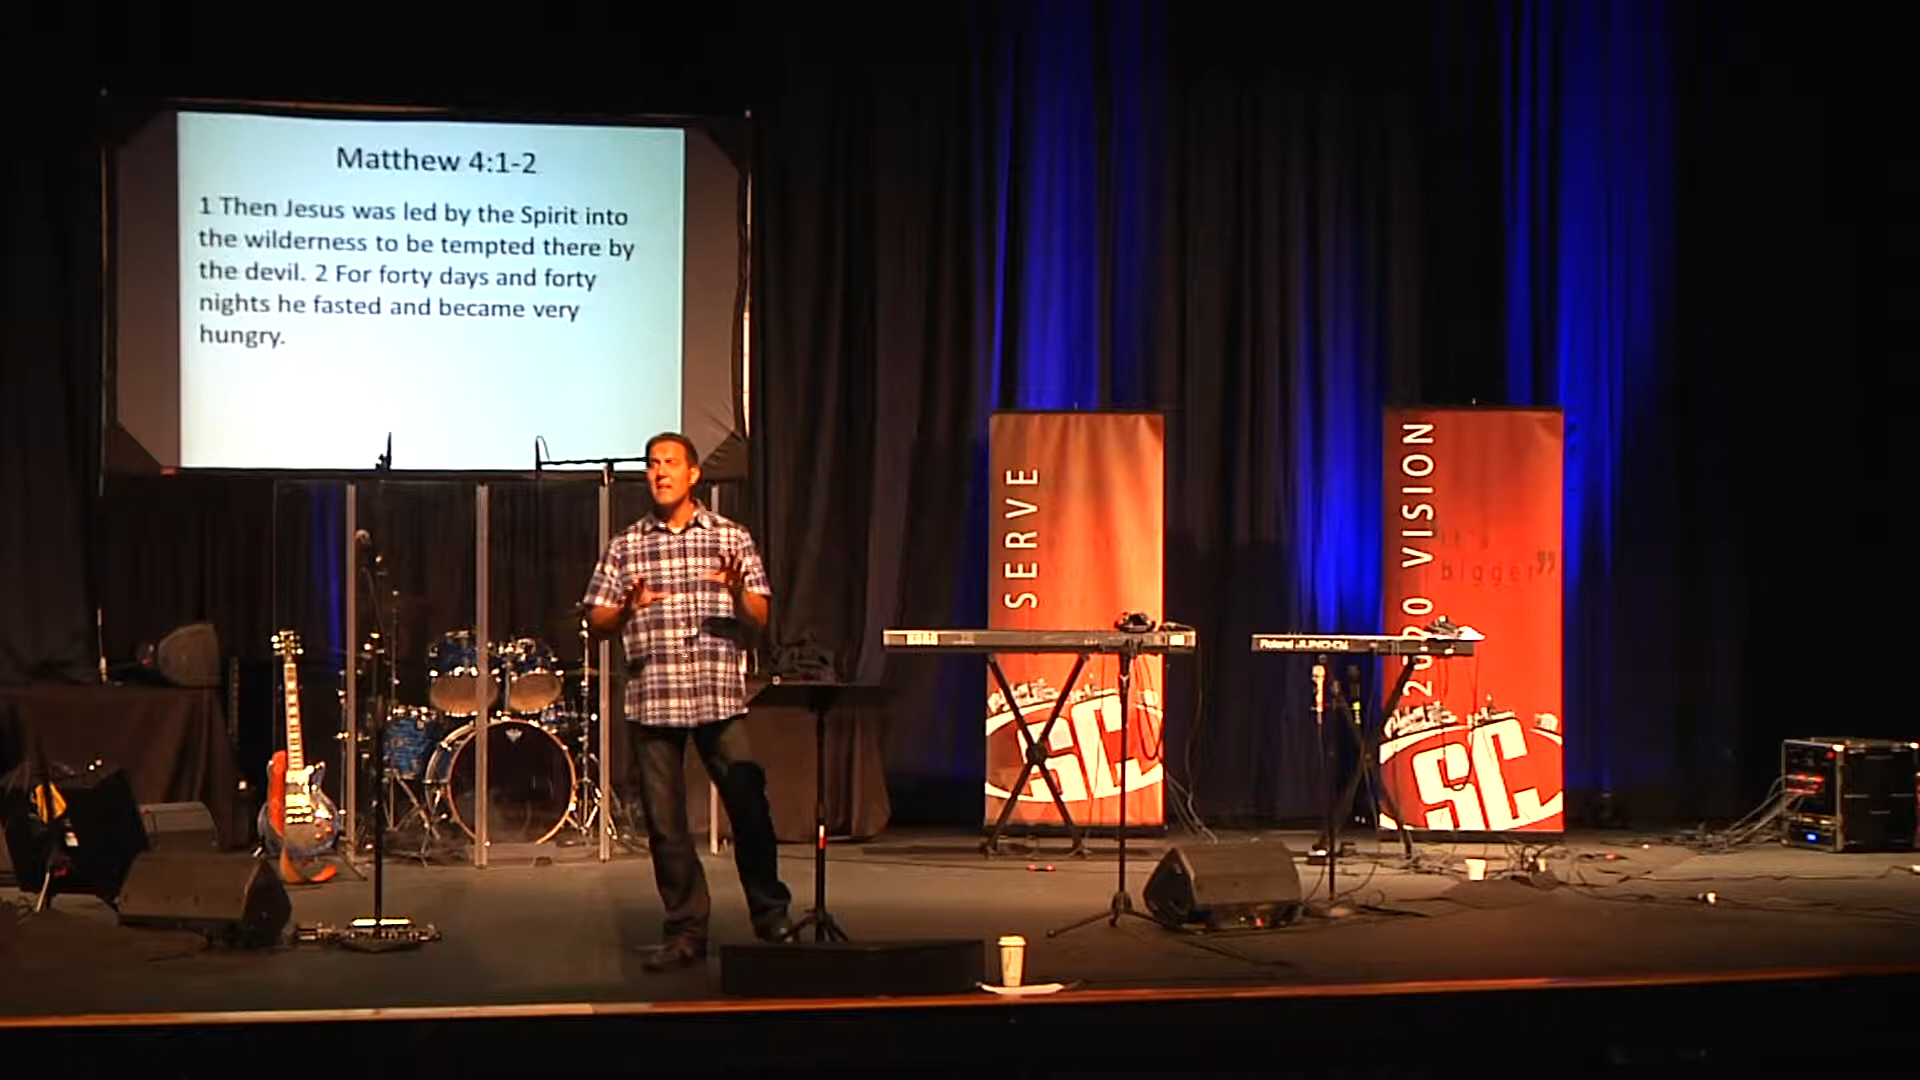 Matthew 4:1-2
1 Then Jesus was led by the Spirit into
the wilderness to be tempted there by
the devil. 2 For forty days and forty
nights he fasted and became very
hungry.
SERVE
SC
VISION
bigger”
SC
KORG
Roland JUNO-Di